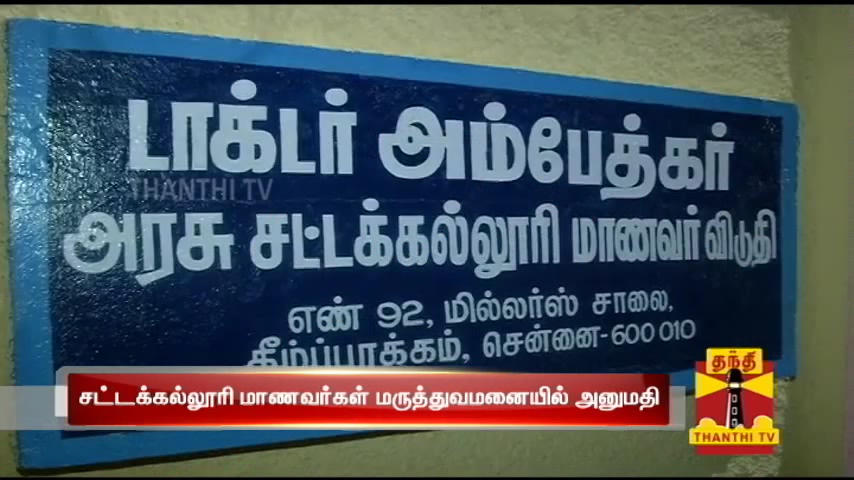 டாக்டர் அம்பேத்கர்
THANTHI TV
அரசு சட்டக்கல்லூரி மாணவர் விடுதி
எண் 92, மில்லர்ஸ் சாலை,
கீழ்ப்பாக்கம், சென்னை-600 010
சட்டக்கல்லூரி மாணவர்கள் மருத்துவமனையில் அனுமதி
தந்தி
THANTHI TV